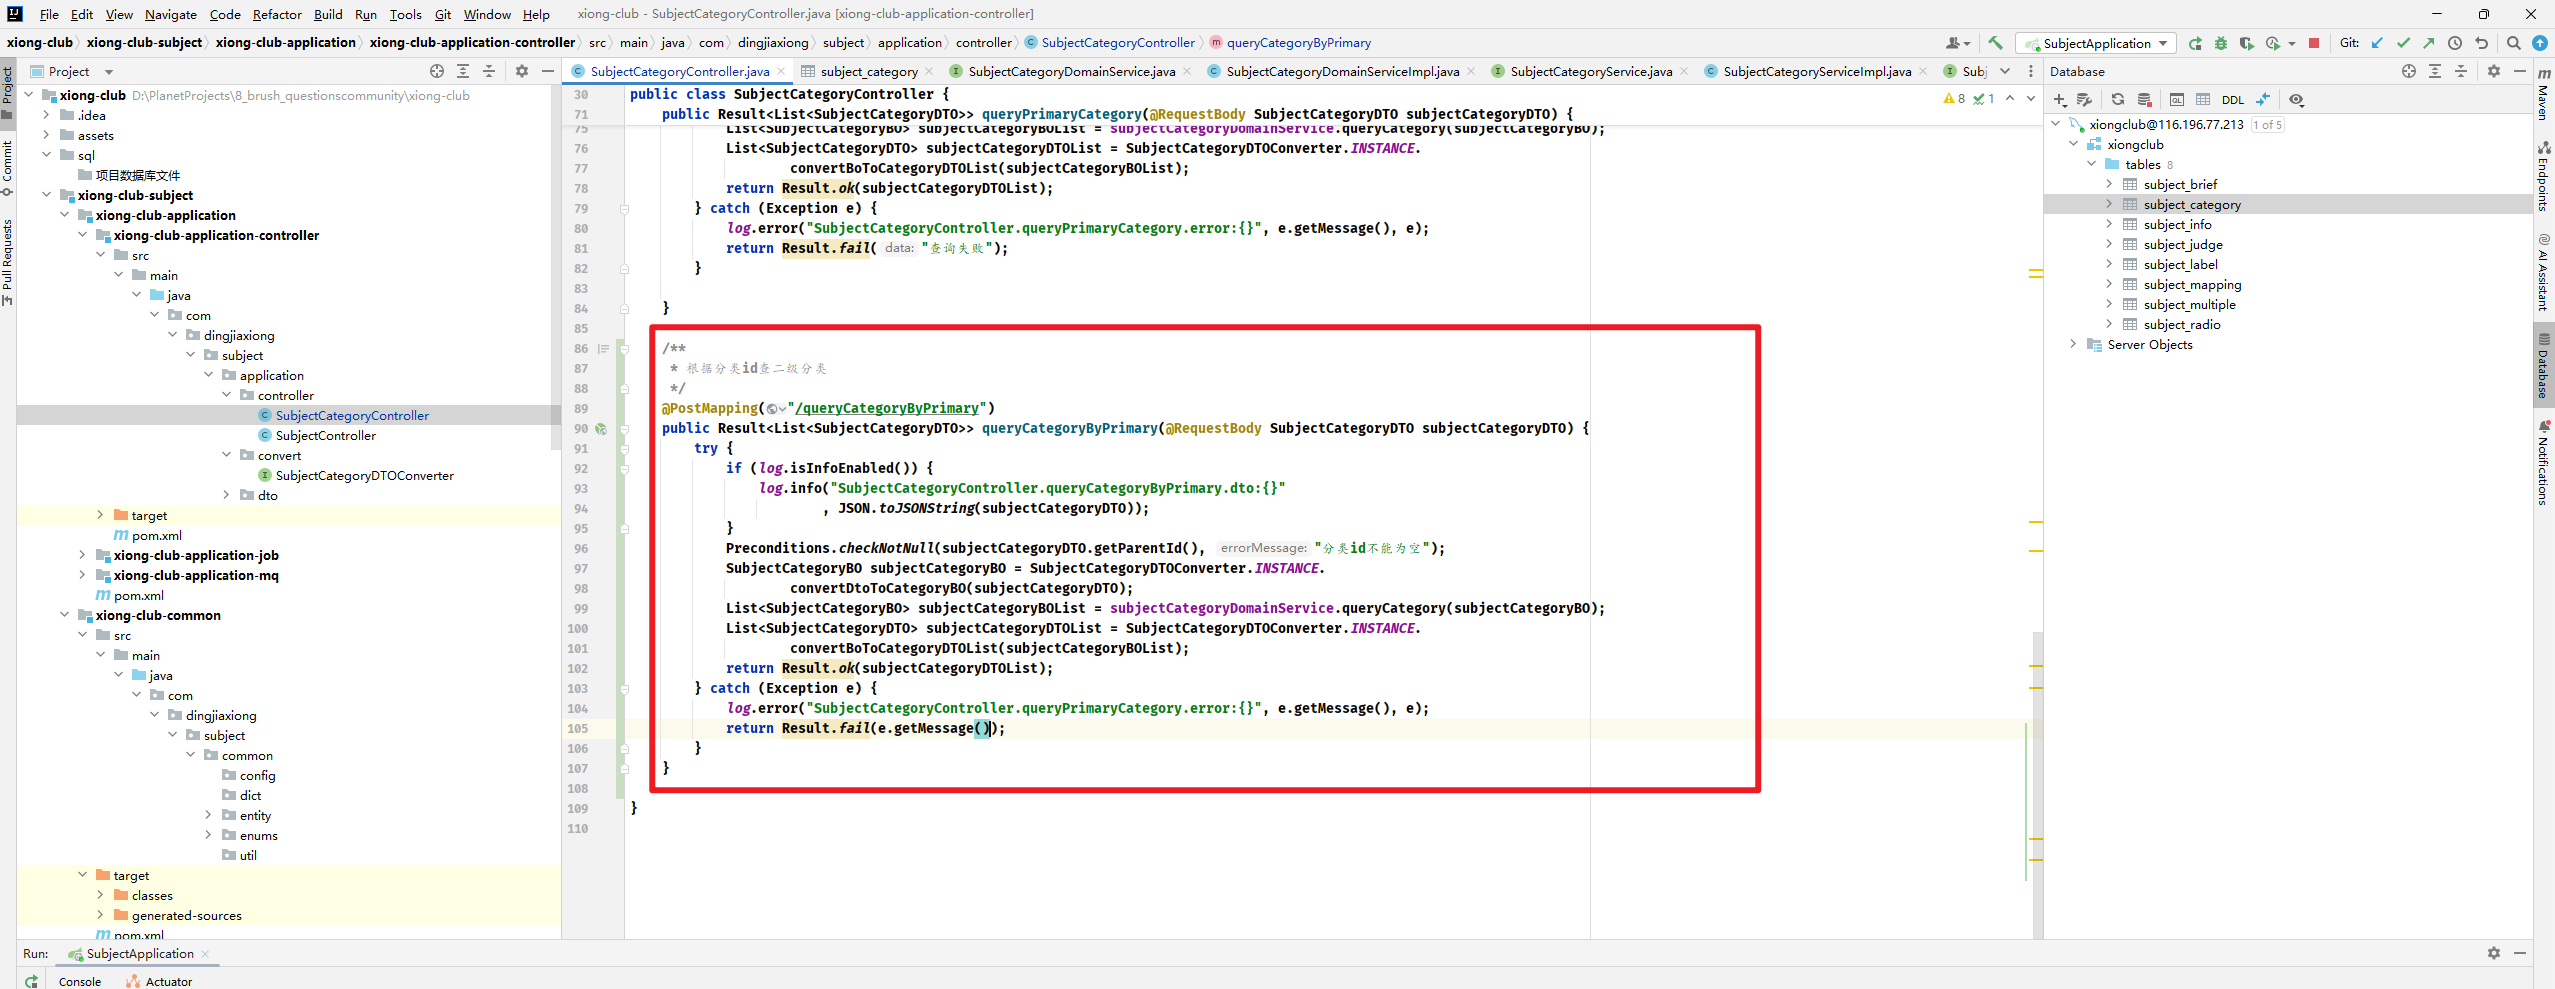 File Edit View Navigate Code Refactor Build Run Tools Git Window Help xiong-club - SubjectCategoryController.java [xiong-club-application-controller]
xiong-club xiong-club-subject xiong-club-application xiong-club-application-controller src main java com dingjiaxiong subject application controller SubjectCategoryController queryCategoryByPrimary SubjectApplication Git:
Project
SubjectCategoryController.java subject_category SubjectCategoryDomainService.java SubjectCategoryDomainServiceImpl.java SubjectCategoryService.java SubjectCategoryServiceImpl.java Subj
Database
Project
Commit
Pull Requests
xiong-club D:\PlanetProjects\8_brush_questionscommunity\xiong-club
.idea
assets
sql
项目数据库文件
xiong-club-subject
xiong-club-application
xiong-club-application-controller
src
main
java
com
dingjiaxiong
subject
application
controller
SubjectCategoryController
SubjectController
convert
SubjectCategoryDTOConverter
dto
target
pom.xml
xiong-club-application-job
xiong-club-application-mq
pom.xml
xiong-club-common
src
main
java
com
dingjiaxiong
subject
common
config
dict
entity
enums
util
target
classes
generated-sources
pom.xml
8 1
30 public class SubjectCategoryController {
71 public Result<List<SubjectCategoryDTO>> queryPrimaryCategory(@RequestBody SubjectCategoryDTO subjectCategoryDTO) {
75 List<SubjectCategoryBO> subjectCategoryBOList = subjectCategoryDomainService.queryCategory(subjectCategoryBO);
76 List<SubjectCategoryDTO> subjectCategoryDTOList = SubjectCategoryDTOConverter.INSTANCE.
77 convertBoToCategoryDTOList(subjectCategoryBOList);
78 return Result.ok(subjectCategoryDTOList);
79 } catch (Exception e) {
80 log.error("SubjectCategoryController.queryPrimaryCategory.error:{}", e.getMessage(), e);
81 return Result.fail( data: "查询失败");
82 }
83
84 }
85
86 /**
87 * 根据分类id查二级分类
88 */
89 @PostMapping("/queryCategoryByPrimary")
90 public Result<List<SubjectCategoryDTO>> queryCategoryByPrimary(@RequestBody SubjectCategoryDTO subjectCategoryDTO) {
91 try {
92 if (log.isInfoEnabled()) {
93 log.info("SubjectCategoryController.queryCategoryByPrimary.dto:{}"
94 , JSON.toJSONString(subjectCategoryDTO));
95 }
96 Preconditions.checkNotNull(subjectCategoryDTO.getParentId(), errorMessage: "分类id不能为空");
97 SubjectCategoryBO subjectCategoryBO = SubjectCategoryDTOConverter.INSTANCE.
98 convertDtoToCategoryBO(subjectCategoryDTO);
99 List<SubjectCategoryBO> subjectCategoryBOList = subjectCategoryDomainService.queryCategory(subjectCategoryBO);
100 List<SubjectCategoryDTO> subjectCategoryDTOList = SubjectCategoryDTOConverter.INSTANCE.
101 convertBoToCategoryDTOList(subjectCategoryBOList);
102 return Result.ok(subjectCategoryDTOList);
103 } catch (Exception e) {
104 log.error("SubjectCategoryController.queryPrimaryCategory.error:{}", e.getMessage(), e);
105 return Result.fail(e.getMessage());
106 }
107 }
108
109 }
110
DDL
xiongclub@116.196.77.213 1 of 5
xiongclub
tables 8
subject_brief
subject_category
subject_info
subject_judge
subject_label
subject_mapping
subject_multiple
subject_radio
Server Objects
Maven
Endpoints
AI Assistant
Database
Notifications
Run: SubjectApplication
Console Actuator